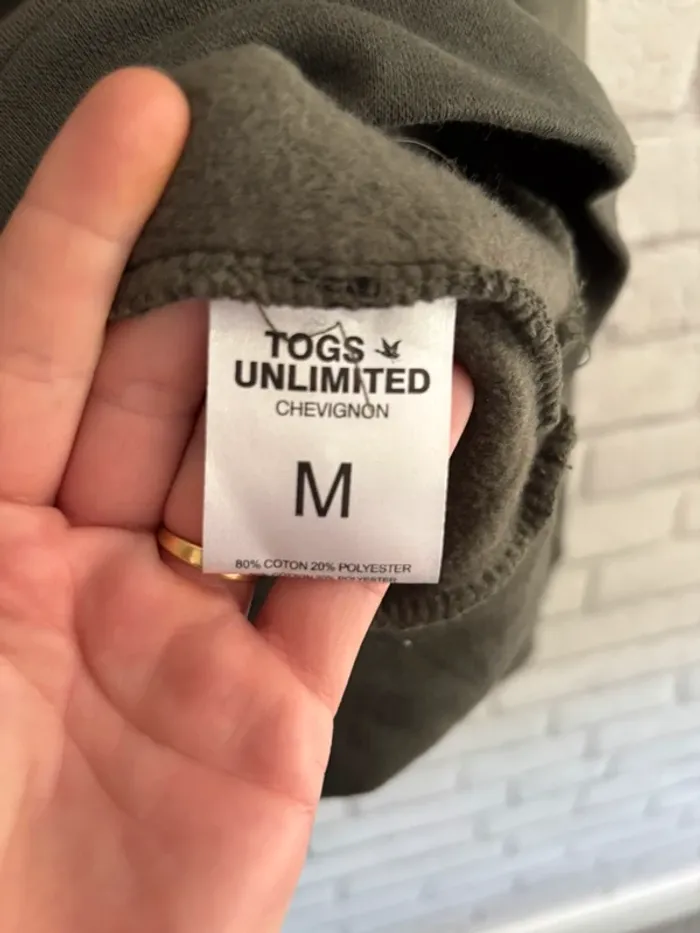 TOGS
UNLIMITED
CHEVIGNON
M
80% COTON 20% POLYESTER